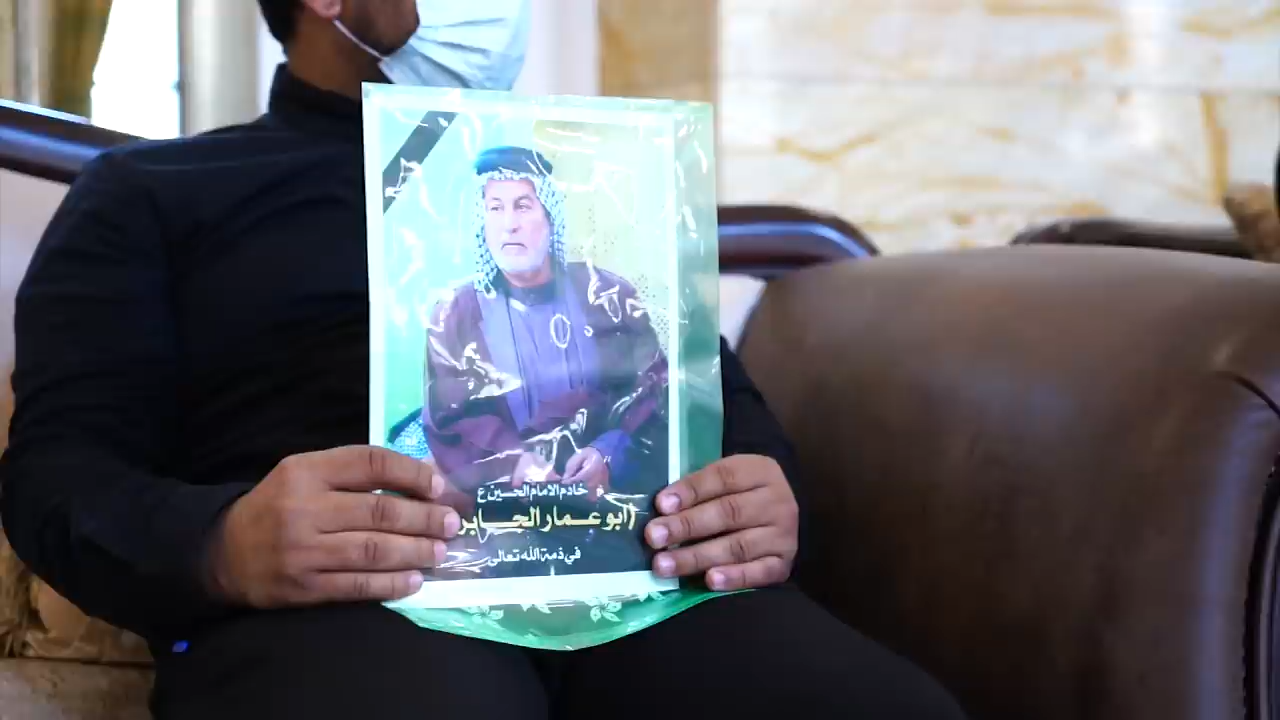 خادم الامام الحسين ع
(ابو عمار الجابر
في ذمة الله تعالى